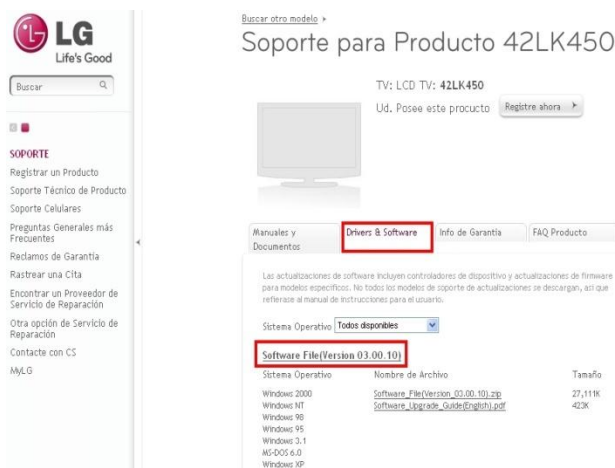 LG
Life's Good
Buscar
SOPORTE
Registrar un Producto
Soporte Técnico de Producto
Soporte Celulares
Preguntas Generales más
Frecuentes
Reclamos de Garantía
Rastrear una Cita
Encontrar un Proveedor de
Servicio de Reparación
Otra opción de Servicio de
Reparación
Contacte con CS
MyLG
Buscar otro modelo
Soporte para Producto 42LK450
TV: LCD TV: 42LK450
Ud. Posee este procucto Registre ahora
Manuales y
Documentos
Drivers & Software
Info de Garantía
FAQ Producto
Las actualizaciones de software incluyen controladores de dispositivo y actualizaciones de firmware
para modelos especificos. No todos los modelos de soporte de actualizaciones se descargan, asi que
refierase al manual de instrucciones para el usuario.
Sistema Operativo Todos disponibles
Software File(Version 03.00.10)
Sistema Operativo Nombre de Archivo Tamaño
Windows 2000 Software_File(Version_03.00.10).zip 27,111K
Windows NT Software_Upgrade_Guide(English).pdf 423K
Windows 98
Windows 95
Windows 3.1
MS-DOS 6.0
Windows XP